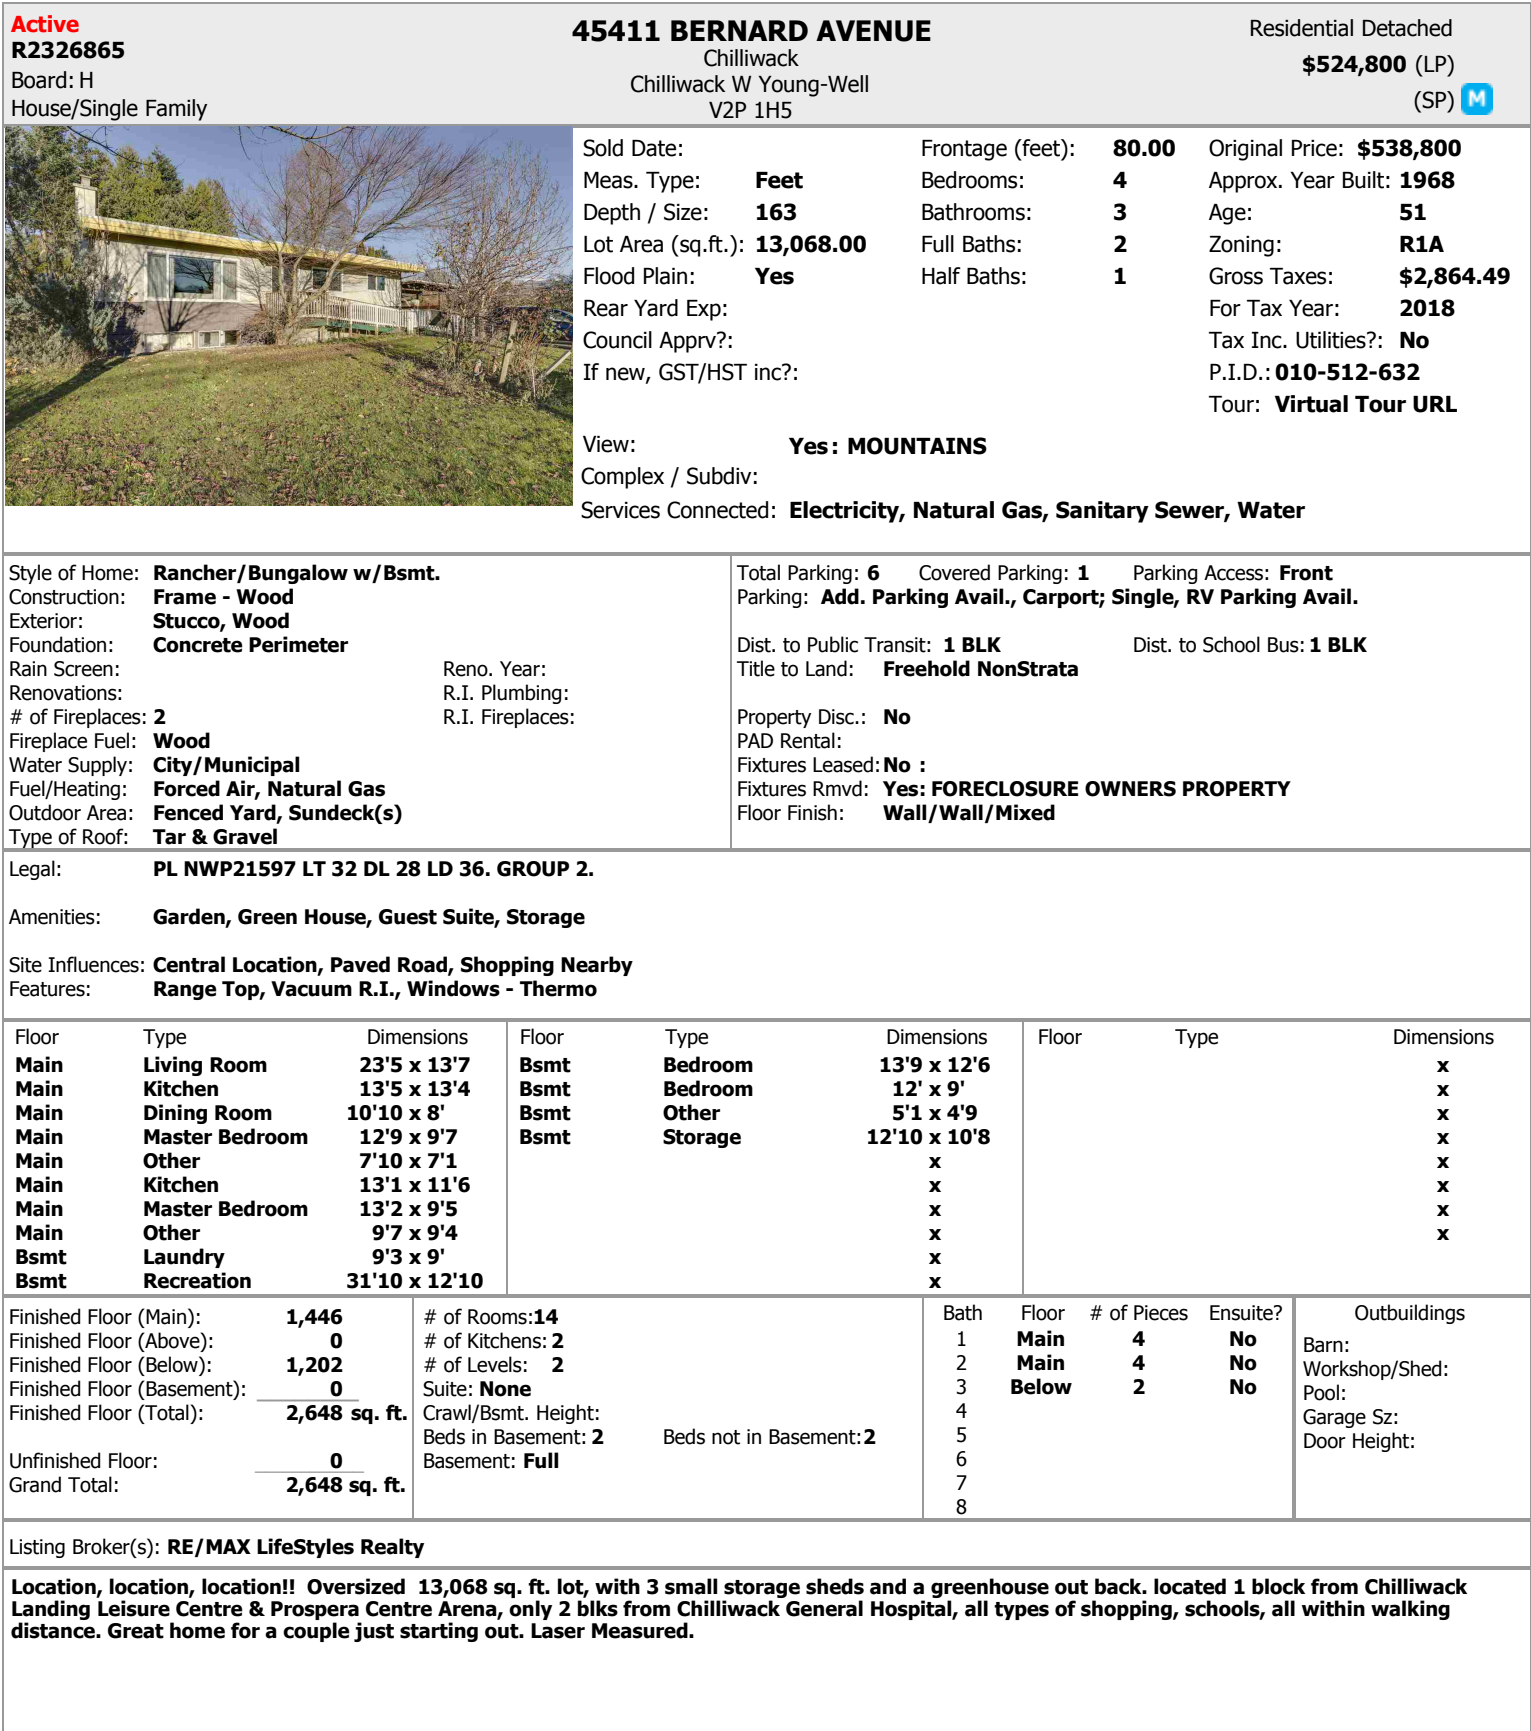 Active
R2326865
Board: H
House/Single Family
45411 BERNARD AVENUE
Chilliwack
Chilliwack W Young-Well
V2P 1H5
Residential Detached
$524,800 (LP)
(SP) M
Sold Date: Frontage (feet): 80.00 Original Price: $538,800
Meas. Type: Feet Bedrooms: 4 Approx. Year Built: 1968
Depth / Size: 163 Bathrooms: 3 Age: 51
Lot Area (sq.ft.): 13,068.00 Full Baths: 2 Zoning: R1A
Flood Plain: Yes Half Baths: 1 Gross Taxes: $2,864.49
Rear Yard Exp: For Tax Year: 2018
Council Apprv?: Tax Inc. Utilities?: No
If new, GST/HST inc?: P.I.D.: 010-512-632
Tour: Virtual Tour URL
View: Yes: MOUNTAINS
Complex / Subdiv:
Services Connected: Electricity, Natural Gas, Sanitary Sewer, Water
Style of Home: Rancher/Bungalow w/Bsmt.
Construction: Frame - Wood
Exterior: Stucco, Wood
Foundation: Concrete Perimeter
Rain Screen: Reno. Year:
Renovations: R.I. Plumbing:
# of Fireplaces: 2 R.I. Fireplaces:
Fireplace Fuel: Wood
Water Supply: City/Municipal
Fuel/Heating: Forced Air, Natural Gas
Outdoor Area: Fenced Yard, Sundeck(s)
Type of Roof: Tar & Gravel
Total Parking: 6 Covered Parking: 1 Parking Access: Front
Parking: Add. Parking Avail., Carport; Single, RV Parking Avail.
Dist. to Public Transit: 1 BLK Dist. to School Bus: 1 BLK
Title to Land: Freehold NonStrata
Property Disc.: No
PAD Rental:
Fixtures Leased: No :
Fixtures Rmvd: Yes: FORECLOSURE OWNERS PROPERTY
Floor Finish: Wall/Wall/Mixed
Legal: PL NWP21597 LT 32 DL 28 LD 36. GROUP 2.
Amenities: Garden, Green House, Guest Suite, Storage
Site Influences: Central Location, Paved Road, Shopping Nearby
Features: Range Top, Vacuum R.I., Windows - Thermo
Floor Type Dimensions Floor Type Dimensions Floor Type Dimensions
Main Living Room 23'5 x 13'7 Bsmt Bedroom 13'9 x 12'6 x
Main Kitchen 13'5 x 13'4 Bsmt Bedroom 12' x 9' x
Main Dining Room 10'10 x 8' Bsmt Other 5'1 x 4'9 x
Main Master Bedroom 12'9 x 9'7 Bsmt Storage 12'10 x 10'8 x
Main Other 7'10 x 7'1 x x
Main Kitchen 13'1 x 11'6 x x
Main Master Bedroom 13'2 x 9'5 x x
Main Other 9'7 x 9'4 x x
Bsmt Laundry 9'3 x 9' x
Bsmt Recreation 31'10 x 12'10 x
Finished Floor (Main): 1,446
Finished Floor (Above): 0
Finished Floor (Below): 1,202
Finished Floor (Basement): 0
Finished Floor (Total): 2,648 sq. ft.
Unfinished Floor: 0
Grand Total: 2,648 sq. ft.
# of Rooms:14
# of Kitchens: 2
# of Levels: 2
Suite: None
Crawl/Bsmt. Height:
Beds in Basement: 2 Beds not in Basement:2
Basement: Full
Bath Floor # of Pieces Ensuite?
1 Main 4 No
2 Main 4 No
3 Below 2 No
4
5
6
7
8
Outbuildings
Barn:
Workshop/Shed:
Pool:
Garage Sz:
Door Height:
Listing Broker(s): RE/MAX LifeStyles Realty
Location, location, location!! Oversized 13,068 sq. ft. lot, with 3 small storage sheds and a greenhouse out back. located 1 block from Chilliwack
Landing Leisure Centre & Prospera Centre Arena, only 2 blks from Chilliwack General Hospital, all types of shopping, schools, all within walking
distance. Great home for a couple just starting out. Laser Measured.